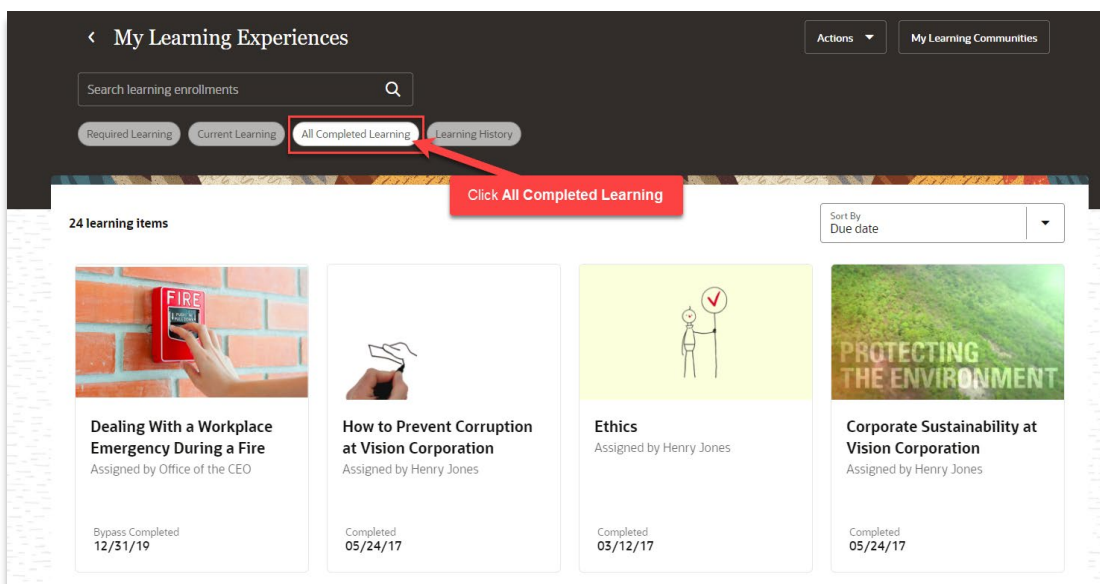 My Learning Experiences
Actions
My Learning Communities
Search learning enrollments
Required Learning
Current Learning
All Completed Learning
Learning History
Click All Completed Learning
24 learning items
Sort By
Due date
FIRE
PROTECTING
THE ENVIRONMENT
Dealing With a Workplace
Emergency During a Fire
Assigned by Office of the CEO
Bypass Completed
12/31/19
How to Prevent Corruption
at Vision Corporation
Assigned by Henry Jones
Completed
05/24/17
Ethics
Assigned by Henry Jones
Completed
03/12/17
Corporate Sustainability at
Vision Corporation
Assigned by Henry Jones
Completed
05/24/17